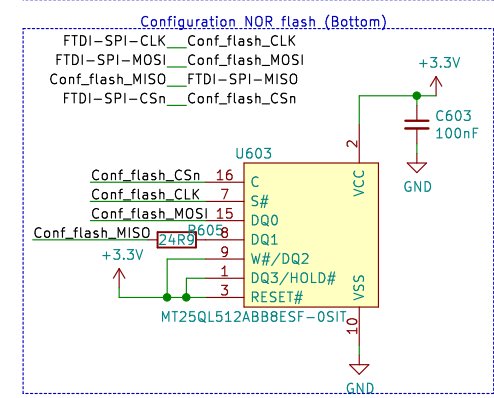 Configuration NOR flash (Bottom)
FTDI-SPI-CLK Conf_flash_CLK
FTDI-SPI-MOSI Conf_flash_MOSI
Conf_flash_MISO FTDI-SPI-MISO
FTDI-SPI-CSn Conf_flash_CSn
+3.3V
C603
100nF
GND
U603
2
VCC
Conf_flash_CSn 16 C
Conf_flash_CLK 7 S#
Conf_flash_MOSI 15 DQ0
Conf_flash_MISO R605 24R9 8 DQ1
+3.3V
9 W#/DQ2
1 DQ3/HOLD#
3 RESET#
VSS
MT25QL512ABB8ESF-0SIT
10
GND